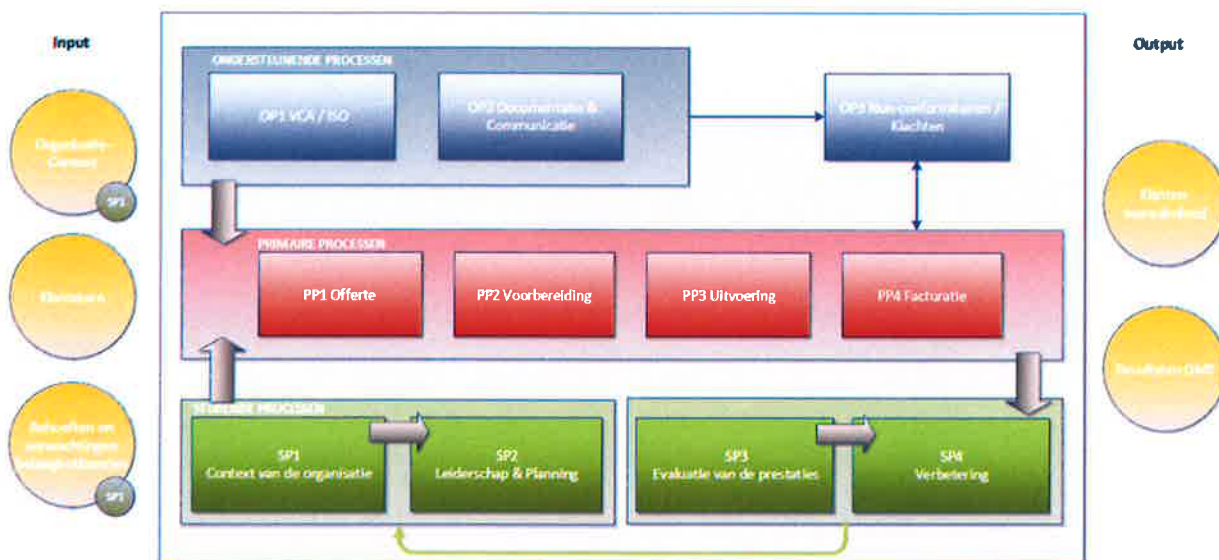 Input
Output
ONDERSTEUNENDE PROCESSEN
OP1 VCA / ISO
OP2 Documentatie &
Communicatie
OP3 Non-conformiteiten /
Klachten
Organisatie-
Context
SP1
Klanten-
tevredenheid
PRIMAIRE PROCESSEN
PP1 Offerte
PP2 Voorbereiding
PP3 Uitvoering
PP4 Facturatie
Resultaten QMS
Behoeften en
verwachtingen
belanghebbenden
SP1
STURENDE PROCESSEN
SP1
Context van de organisatie
SP2
Leiderschap & Planning
SP3
Evaluatie van de prestaties
SP4
Verbetering